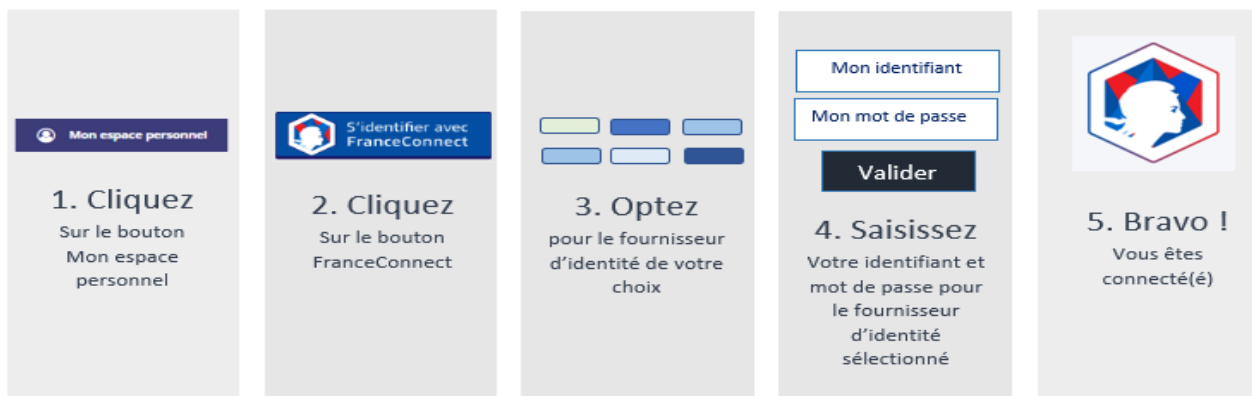 Mon espace personnel
1. Cliquez
Sur le bouton
Mon espace
personnel
S'identifier avec
FranceConnect
2. Cliquez
Sur le bouton
FranceConnect
3. Optez
pour le fournisseur
d'identité de votre
choix
Mon identifiant
Mon mot de passe
Valider
4. Saisissez
Votre identifiant et
mot de passe pour
le fournisseur
d'identité
sélectionné
5. Bravo !
Vous êtes
connecté(é)